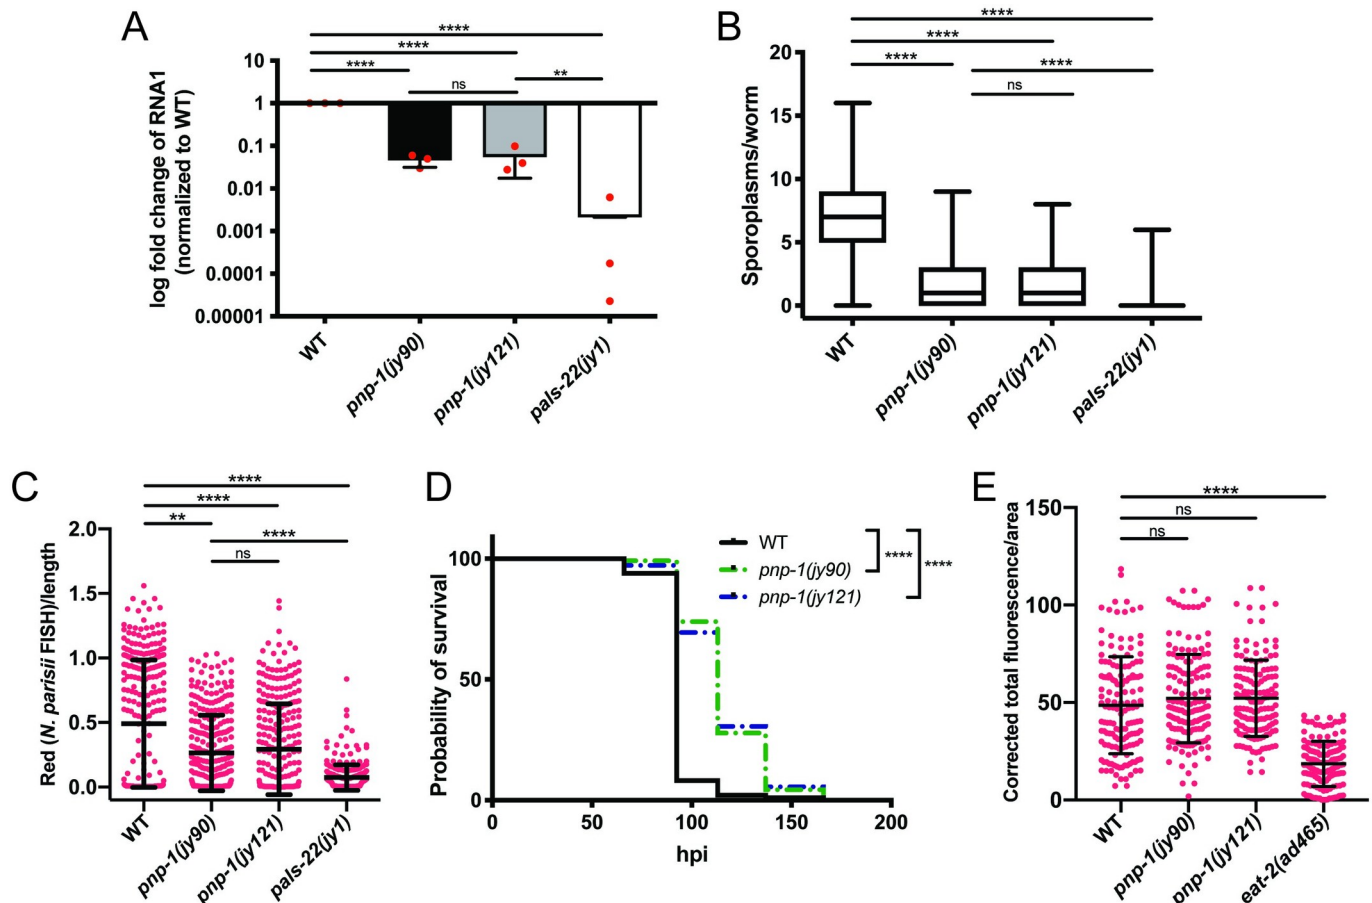 A
****
****
****
ns
**
10
1
0.1
0.01
0.001
0.0001
0.00001
log fold change of RNA1
(normalized to WT)
WT
pnp-1(jy90)
pnp-1(jy121)
pals-22(jy1)
B
****
****
****
****
ns
20
15
10
5
0
Sporoplasms/worm
WT
pnp-1(jy90)
pnp-1(jy121)
pals-22(jy1)
C
****
****
**
****
ns
2.0
1.5
1.0
0.5
0.0
Red (N. parisii FISH)/length
WT
pnp-1(jy90)
pnp-1(jy121)
pals-22(jy1)
D
WT
pnp-1(jy90)
pnp-1(jy121)
****
****
100
50
0
Probability of survival
0
50
100
150
200
hpi
E
****
ns
ns
150
100
50
0
Corrected total fluorescence/area
WT
pnp-1(jy90)
pnp-1(jy121)
eat-2(ad465)